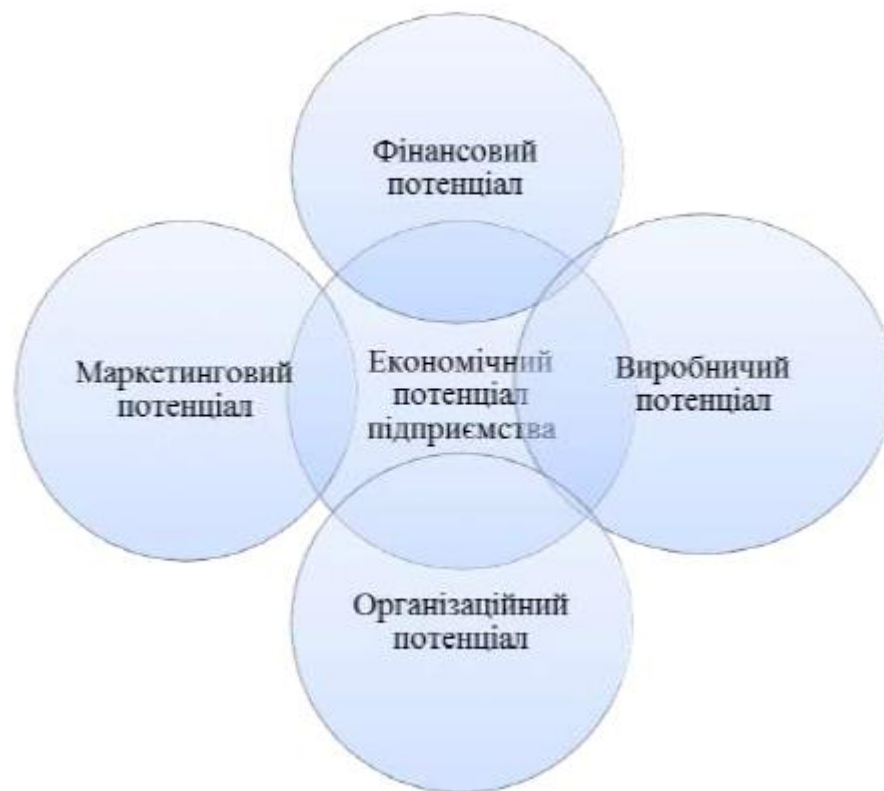 Фінансовий
потенціал
Маркетинговий
потенціал
Економічний
потенціал
підприємства
Виробничий
потенціал
Організаційний
потенціал